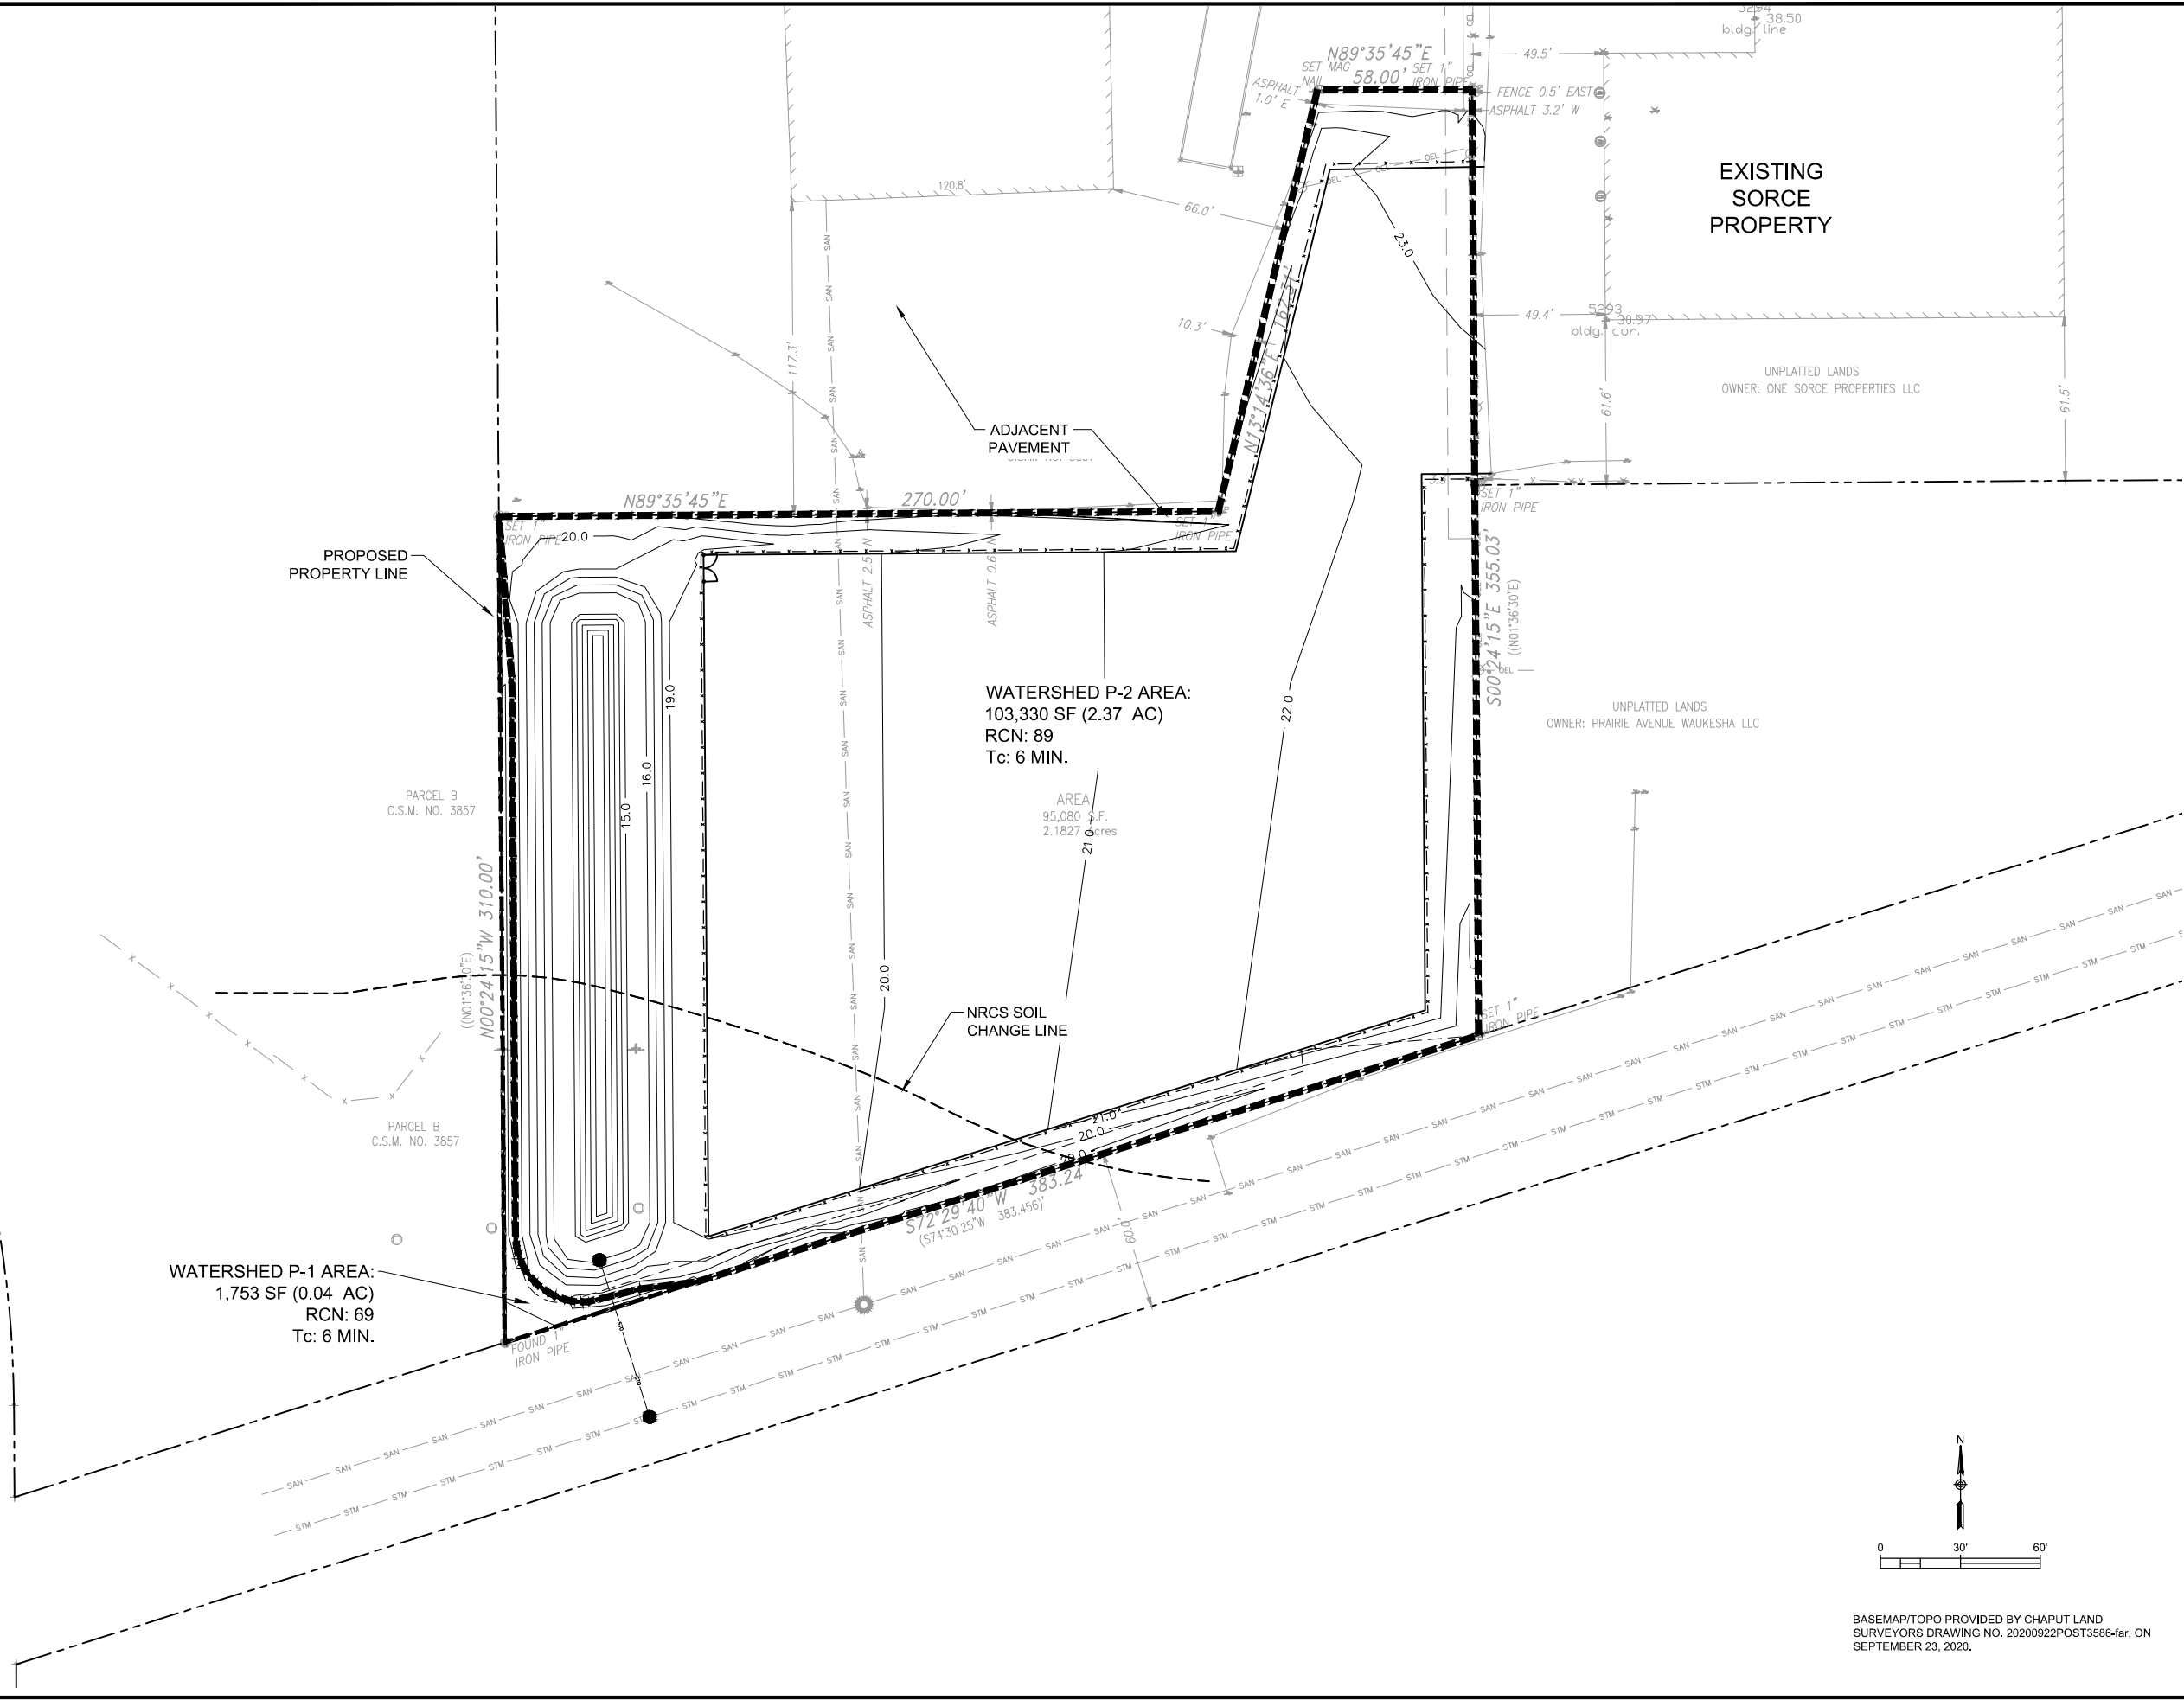 38.50
bldg. line
N89°35'45"E
58.00'
SET MAG
NAIL
SET 1"
IRON PIPE
49.5'
ASPHALT
1.0' E
FENCE 0.5' EAST
ASPHALT 3.2' W
EXISTING
SORCE
PROPERTY
120.8'
66.0'
OEL
OEL
23.0
10.3'
49.4'
5293
30.97
bldg. cor.
117.3'
UNPLATTED LANDS
OWNER: ONE SORCE PROPERTIES LLC
61.6'
61.5'
N13°14'36"E 162.31'
ADJACENT
PAVEMENT
N89°35'45"E 270.00'
SET 1"
IRON PIPE
20.0
SET 1"
IRON PIPE
SET 1"
IRON PIPE
PROPOSED
PROPERTY LINE
ASPHALT 2.5' N
ASPHALT 0.6' N
S00°24'15"E 355.03'
((N01°36'30"E)
OEL
WATERSHED P-2 AREA:
103,330 SF (2.37 AC)
RCN: 89
Tc: 6 MIN.
19.0
16.0
15.0
22.0
UNPLATTED LANDS
OWNER: PRAIRIE AVENUE WAUKESHA LLC
PARCEL B
C.S.M. NO. 3857
AREA
95,080 S.F.
2.1827 Acres
21.0
N00°24'15"W 310.00'
((N01°36'30"E)
20.0
NRCS SOIL
CHANGE LINE
SET 1"
IRON PIPE
PARCEL B
C.S.M. NO. 3857
21.0
20.0
20.0
S72°29'40"W 383.24'
(S74°30'25"W 383.456)'
60.0'
WATERSHED P-1 AREA:
1,753 SF (0.04 AC)
RCN: 69
Tc: 6 MIN.
FOUND 1"
IRON PIPE
SAN
STM
N
0 30' 60'
BASEMAP/TOPO PROVIDED BY CHAPUT LAND
SURVEYORS DRAWING NO. 20200922POST3586-far, ON
SEPTEMBER 23, 2020.